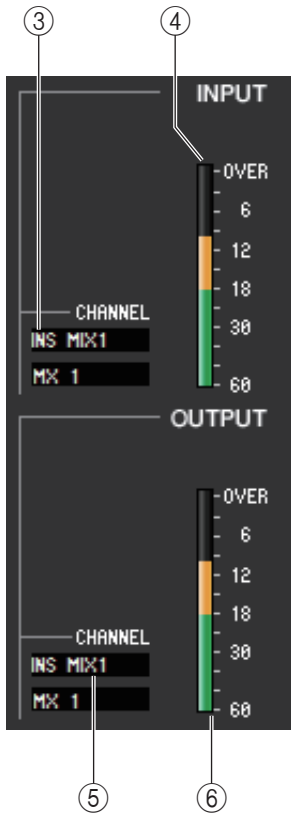 ③ ④
INPUT
OVER
6
12
18
30
60
CHANNEL
INS MIX1
MX 1
OUTPUT
OVER
6
12
18
30
60
CHANNEL
INS MIX1
MX 1
⑤ ⑥